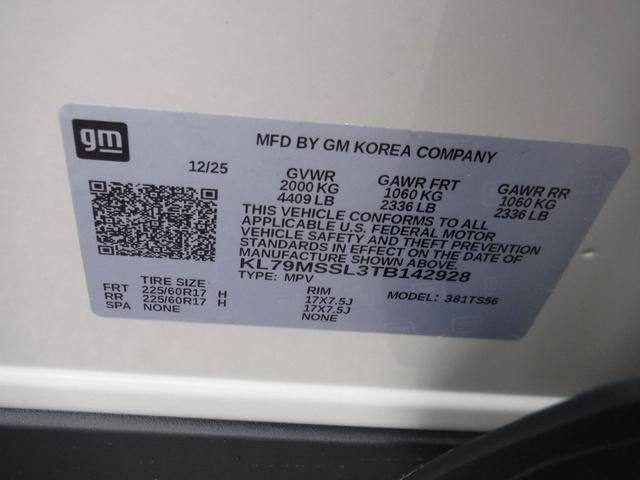 gm
MFD BY GM KOREA COMPANY
12/25
GVWR GAWR FRT GAWR RR
2000 KG 1060 KG 1060 KG
4409 LB 2336 LB 2336 LB
THIS VEHICLE CONFORMS TO ALL
APPLICABLE U.S. FEDERAL MOTOR
VEHICLE SAFETY AND THEFT PREVENTION
STANDARDS IN EFFECT ON THE DATE OF
MANUFACTURE SHOWN ABOVE.
KL79MSSL3TB142928
TYPE: MPV
TIRE SIZE RIM MODEL: 381TS56
FRT 225/60R17 H 17X7.5J
RR 225/60R17 H 17X7.5J
SPA NONE NONE